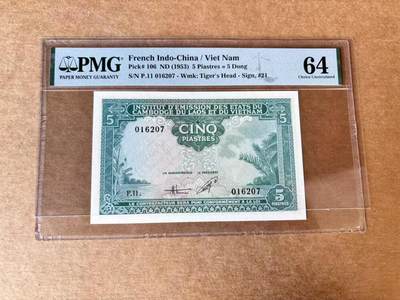 PMG
PAPER MONEY GUARANTY
French Indo-China / Viet Nam
Pick# 106 ND (1953) 5 Piastres = 5 Dong
S/N P.11 016207 - Wmk: Tiger's Head - Sign. #21
64
Choice Uncirculated
INSTITUT D'EMISSION DES ETATS DU
CAMBODGE DU LAOS ET DU VIETNAM
5
5
016207
CINQ
PIASTRES
P.11.
016207
5
PIASTRES